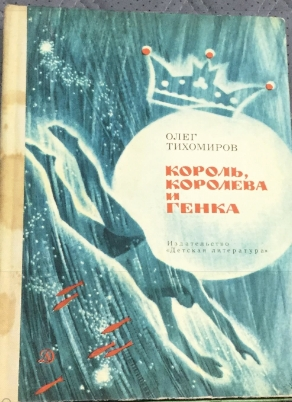 ОЛЕГ
ТИХОМИРОВ
КОРОЛЬ,
КОРОЛЕВА
И
ГЕНКА
Издательство
«Детская литература»